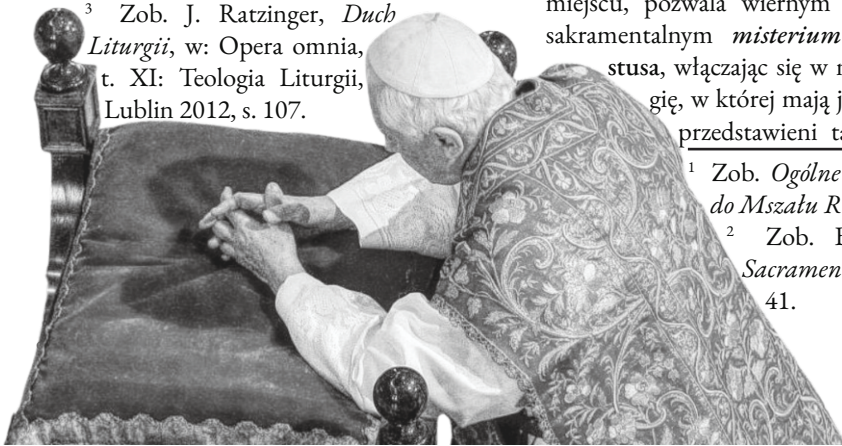 ³ Zob. J. Ratzinger, Duch
Liturgii, w: Opera omnia,
t. XI: Teologia Liturgii,
Lublin 2012, s. 107.
miejscu, pozwala wiernym
sakramentalnym misterium
stusa, włączając się w
gię, w której mają
przedstawieni
¹ Zob. Ogólne
do Mszału R
² Zob.
Sacramen
41.